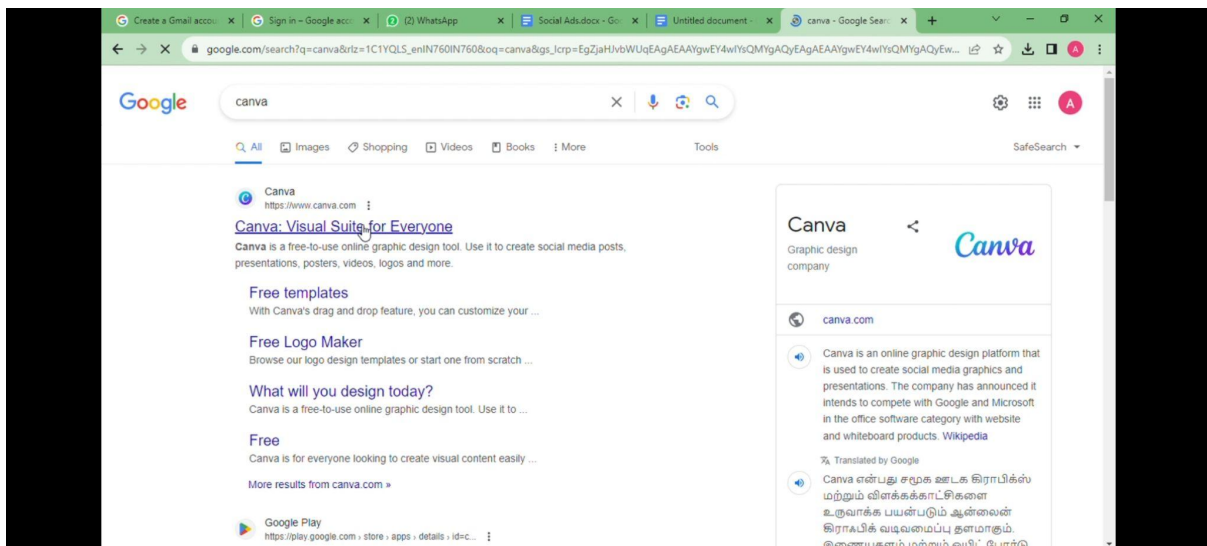 Create a Gmail accou
Sign in – Google acco
(2) WhatsApp
Social Ads.docx - Goo
Untitled document -
canva - Google Searc
google.com/search?q=canva&rlz=1C1YQLS_enIN760IN760&oq=canva&gs_lcrp=EgZjaHJvbWUqEAgAEAAYgwEY4wIYsQMYgAQyEAgAEAAYgwEY4wIYsQMYgAQyEw...
A
Google
canva
A
All Images Shopping Videos Books More Tools SafeSearch
Canva
https://www.canva.com
Canva: Visual Suite for Everyone
Canva is a free-to-use online graphic design tool. Use it to create social media posts,
presentations, posters, videos, logos and more.
Free templates
With Canva's drag and drop feature, you can customize your ...
Free Logo Maker
Browse our logo design templates or start one from scratch ...
What will you design today?
Canva is a free-to-use online graphic design tool. Use it to ...
Free
Canva is for everyone looking to create visual content easily ...
More results from canva.com »
Google Play
https://play.google.com › store › apps › details › id=c...
Canva
Graphic design
company
Canva
canva.com
Canva is an online graphic design platform that
is used to create social media graphics and
presentations. The company has announced it
intends to compete with Google and Microsoft
in the office software category with website
and whiteboard products. Wikipedia
Translated by Google
Canva என்பது சமூக ஊடக கிராபிக்ஸ்
மற்றும் விளக்கக்காட்சிகளை
உருவாக்க பயன்படும் ஆன்லைன்
கிராஃபிக் வடிவமைப்பு தளமாகும்.